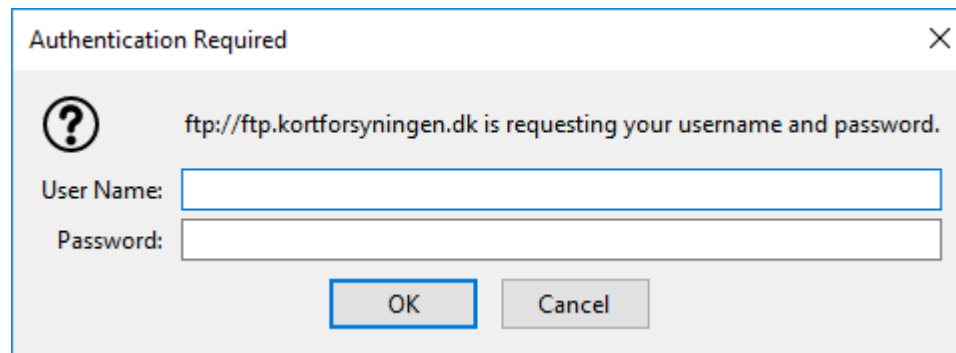 Authentication Required
ftp://ftp.kortforsyningen.dk is requesting your username and password.
User Name:
Password:
OK Cancel